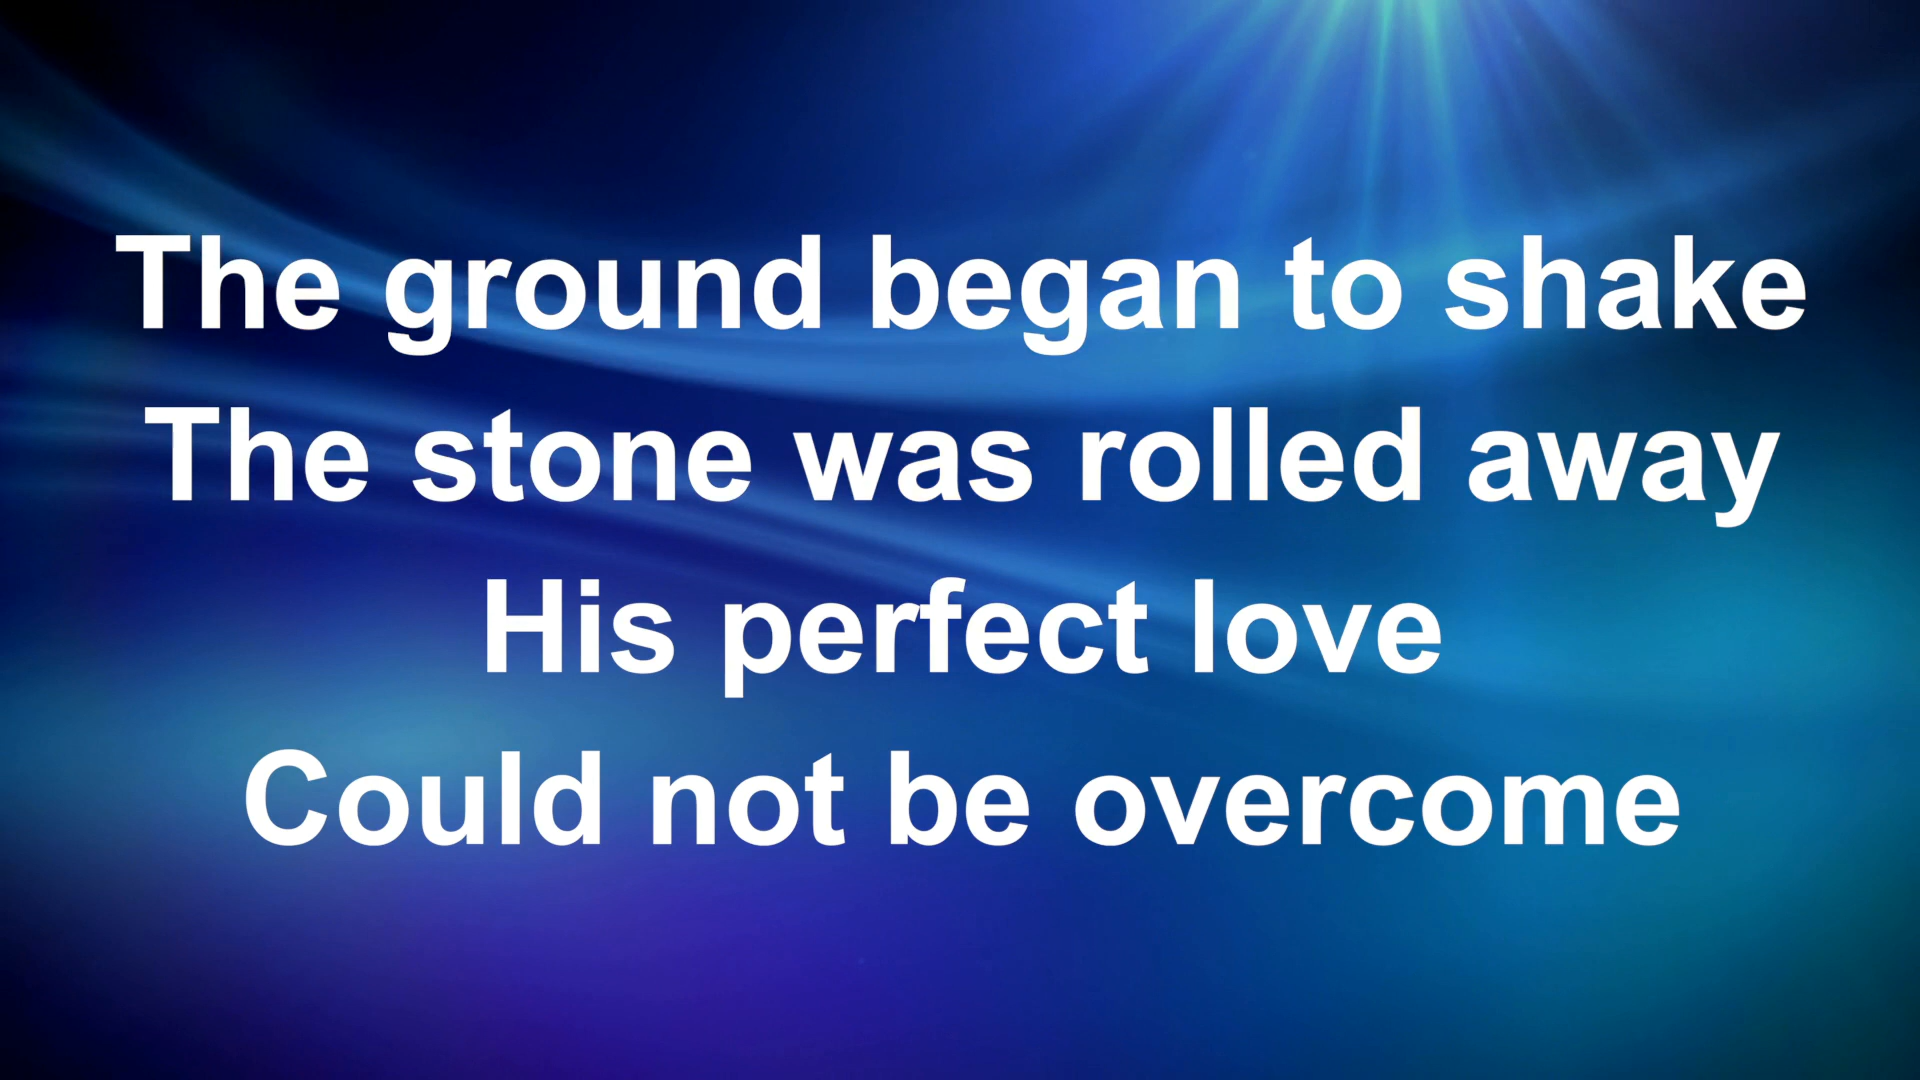 The ground began to shake
The stone was rolled away
His perfect love
Could not be overcome